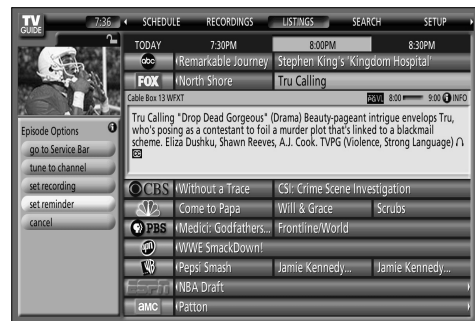 TV GUIDE 7:36 SCHEDULE RECORDINGS LISTINGS SEARCH SETUP
TODAY 7:30PM 8:00PM 8:30PM
abc Remarkable Journey Stephen King's 'Kingdom Hospital'
FOX North Shore Tru Calling
Cable Box 13 WFXT 8:00 9:00 INFO
Tru Calling "Drop Dead Gorgeous" (Drama) Beauty-pageant intrigue envelops Tru,
who's posing as a contestant to foil a murder plot that's linked to a blackmail
scheme. Eliza Dushku, Shawn Reeves, A.J. Cook. TVPG (Violence, Strong Language)
Episode Options
go to Service Bar
tune to channel
set recording
set reminder
cancel
CBS Without a Trace CSI: Crime Scene Investigation
NBC Come to Papa Will & Grace Scrubs
PBS Medici: Godfathers... Frontline/World
upn WWE SmackDown!
WB Pepsi Smash Jamie Kennedy... Jamie Kennedy...
ESPN NBA Draft
amc Patton